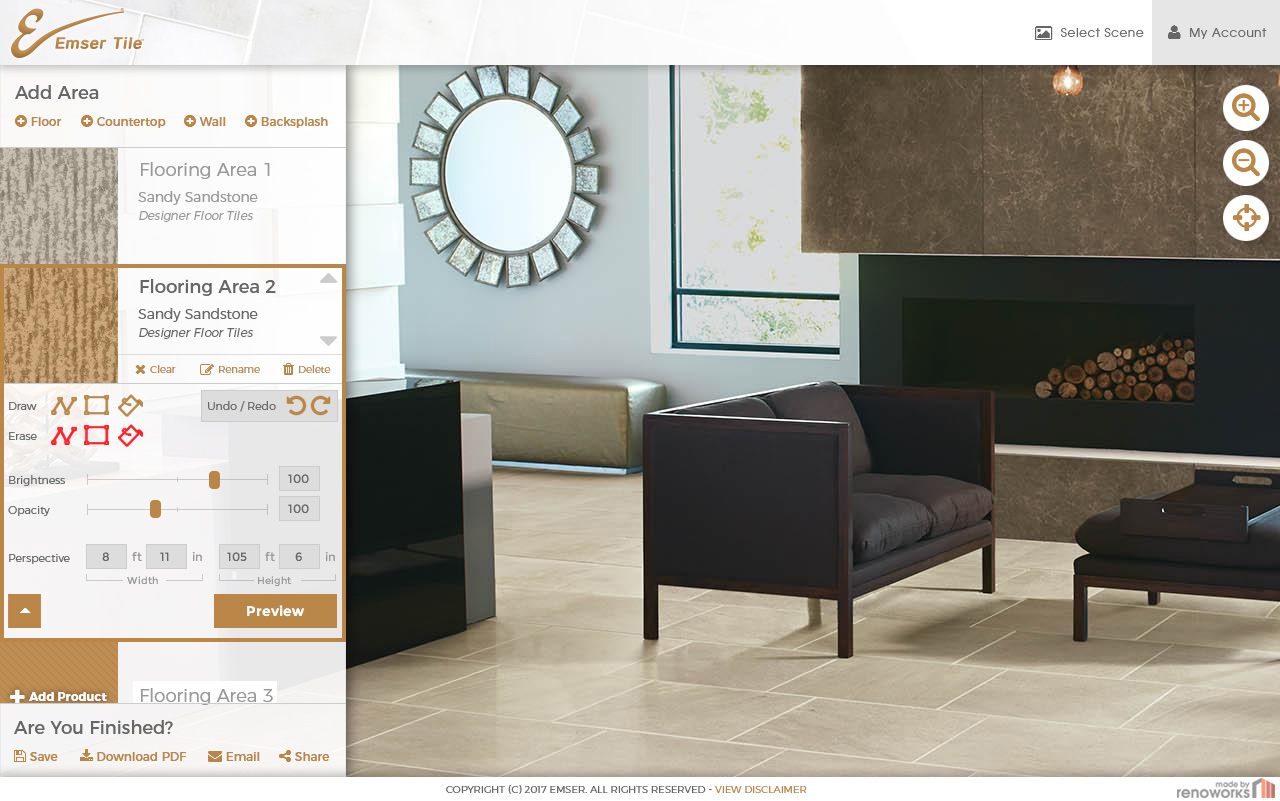 Emser Tile
Select Scene
My Account
Add Area
Floor Countertop Wall Backsplash
Flooring Area 1
Sandy Sandstone
Designer Floor Tiles
Flooring Area 2
Sandy Sandstone
Designer Floor Tiles
Clear Rename Delete
Draw
Undo / Redo
Erase
Brightness 100
Opacity 100
Perspective 8 ft 11 in 105 ft 6 in
Width Height
Preview
Add Product
Flooring Area 3
Are You Finished?
Save Download PDF Email Share
COPYRIGHT (C) 2017 EMSER. ALL RIGHTS RESERVED - VIEW DISCLAIMER
made by
renoworks